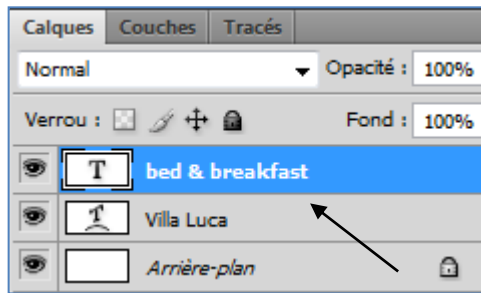 Calques Couches Tracés
Normal Opacité : 100%
Verrou : Fond : 100%
T bed & breakfast
T Villa Luca
Arrière-plan